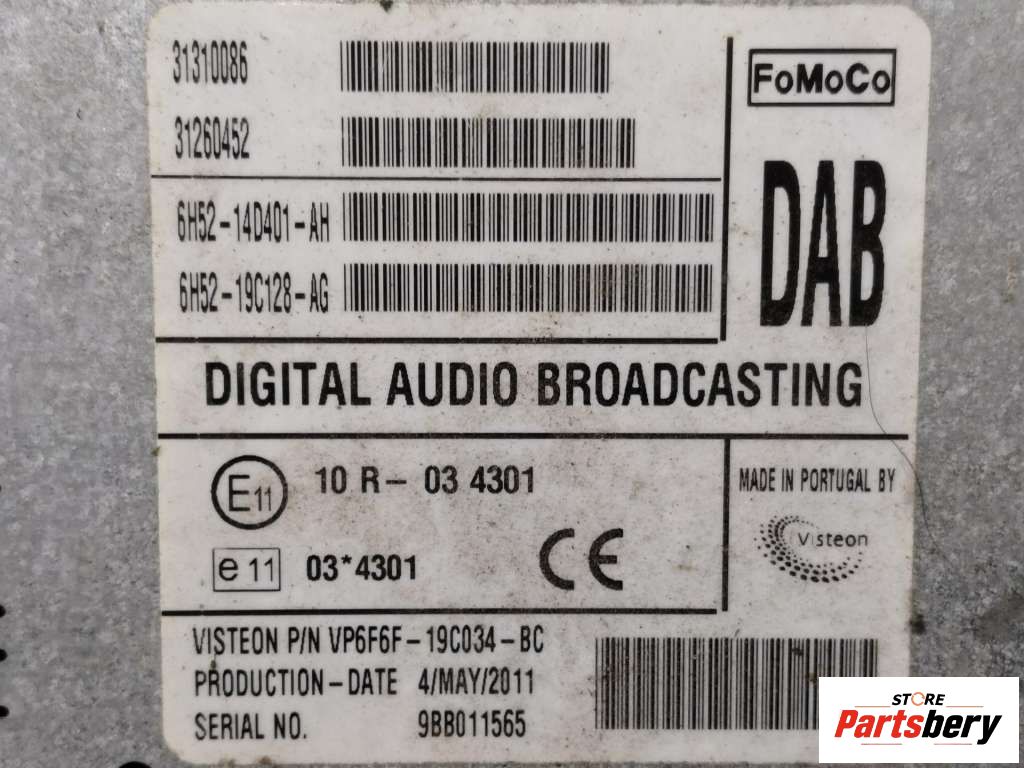 31310086
31260452
6H52-14D401-AH
6H52-19C128-AG
FoMoCo
DAB
DIGITAL AUDIO BROADCASTING
E11 10 R- 03 4301
e11 03*4301
CE
MADE IN PORTUGAL BY
Visteon
VISTEON P/N VP6F6F-19C034-BC
PRODUCTION-DATE 4/MAY/2011
SERIAL NO. 9BB011565
STORE
Partsbery